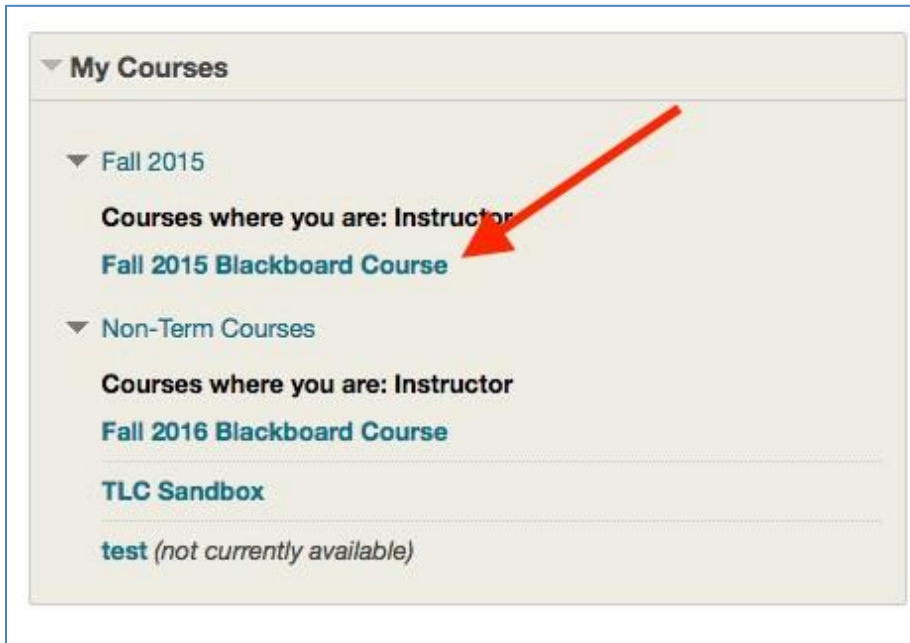 My Courses
Fall 2015
Courses where you are: Instructor
Fall 2015 Blackboard Course
Non-Term Courses
Courses where you are: Instructor
Fall 2016 Blackboard Course
TLC Sandbox
test (not currently available)